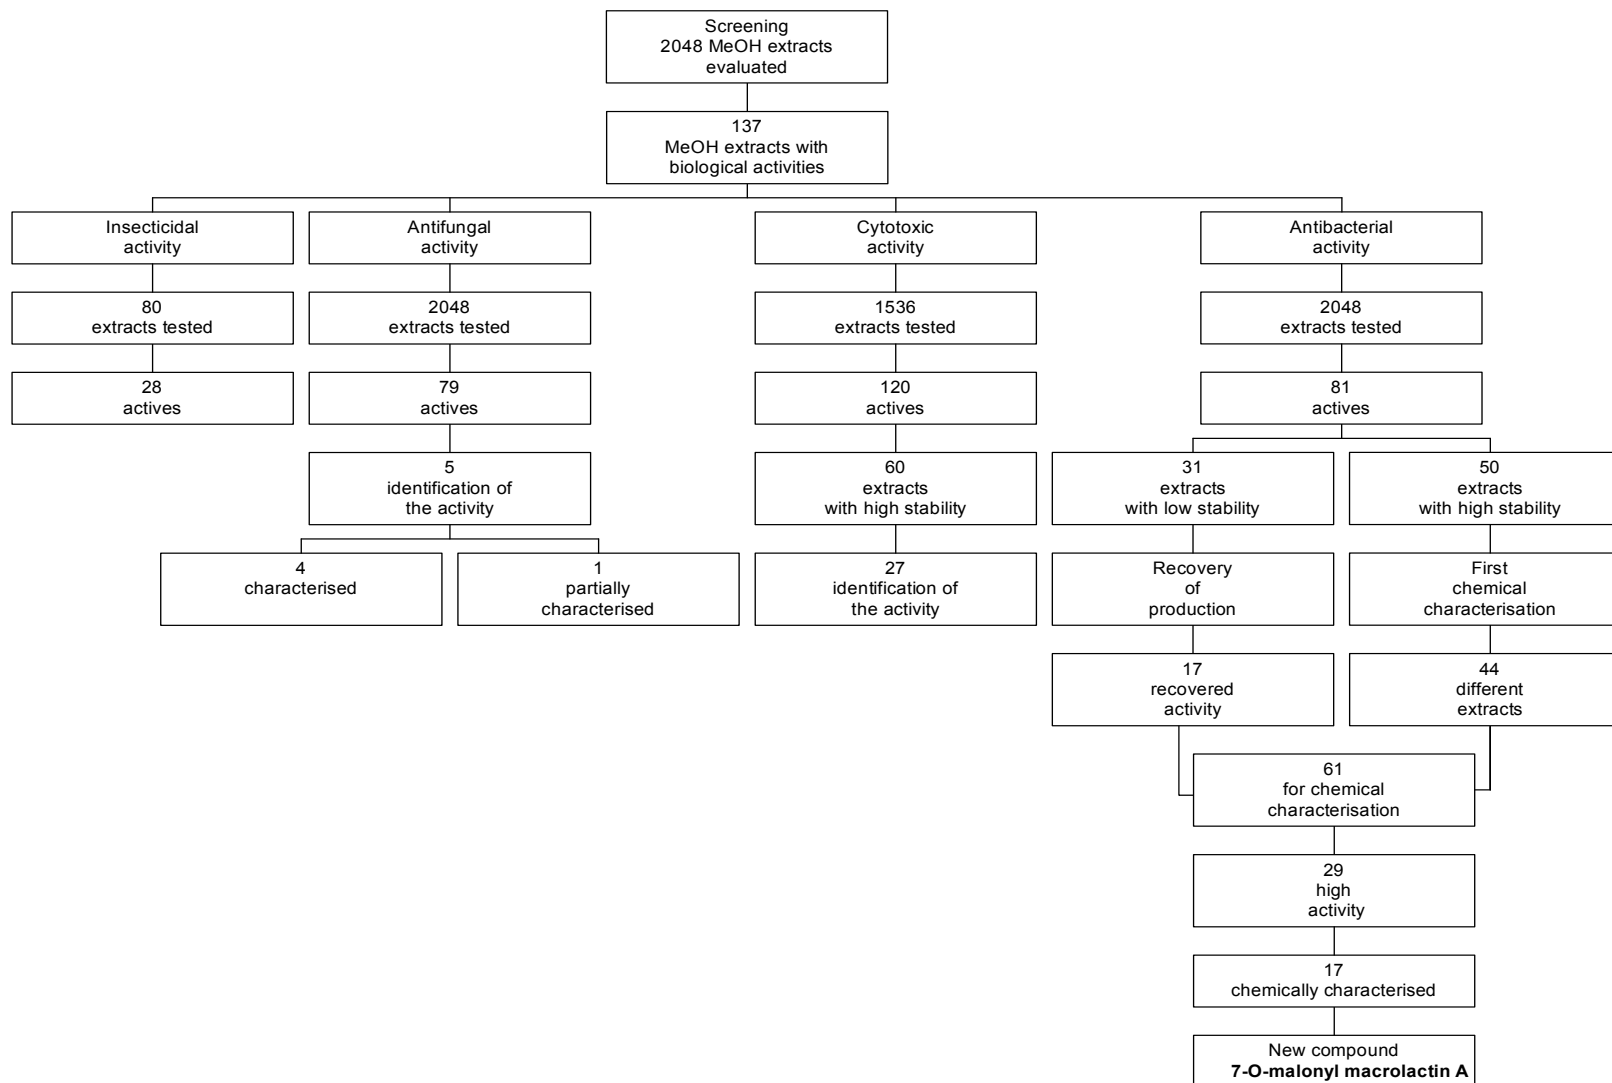 Screening
2048 MeOH extracts
evaluated
137
MeOH extracts with
biological activities
Insecticidal
activity
Antifungal
activity
Cytotoxic
activity
Antibacterial
activity
80
extracts tested
2048
extracts tested
1536
extracts tested
2048
extracts tested
28
actives
79
actives
120
actives
81
actives
5
identification of
the activity
60
extracts
with high stability
31
extracts
with low stability
50
extracts
with high stability
4
characterised
1
partially
characterised
27
identification of
the activity
Recovery
of
production
First
chemical
characterisation
17
recovered
activity
44
different
extracts
61
for chemical
characterisation
29
high
activity
17
chemically characterised
New compound
7-O-malonyl macrolactin A